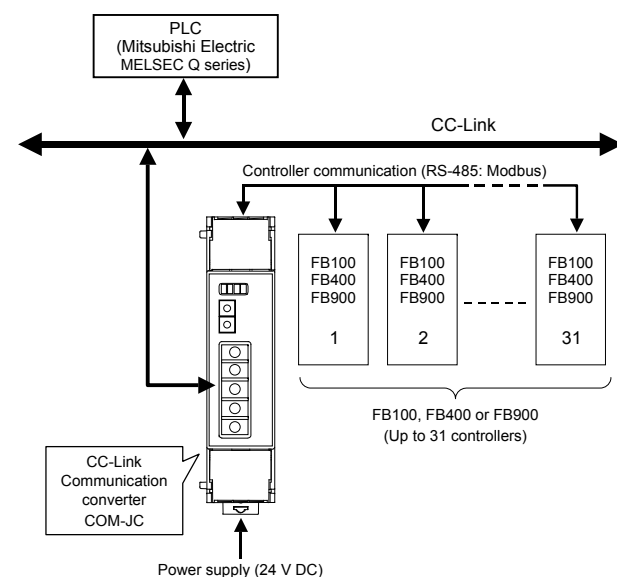 PLC
(Mitsubishi Electric
MELSEC Q series)
CC-Link
Controller communication (RS-485: Modbus)
FB100
FB400
FB900
1
FB100
FB400
FB900
2
FB100
FB400
FB900
31
FB100, FB400 or FB900
(Up to 31 controllers)
CC-Link
Communication
converter
COM-JC
Power supply (24 V DC)